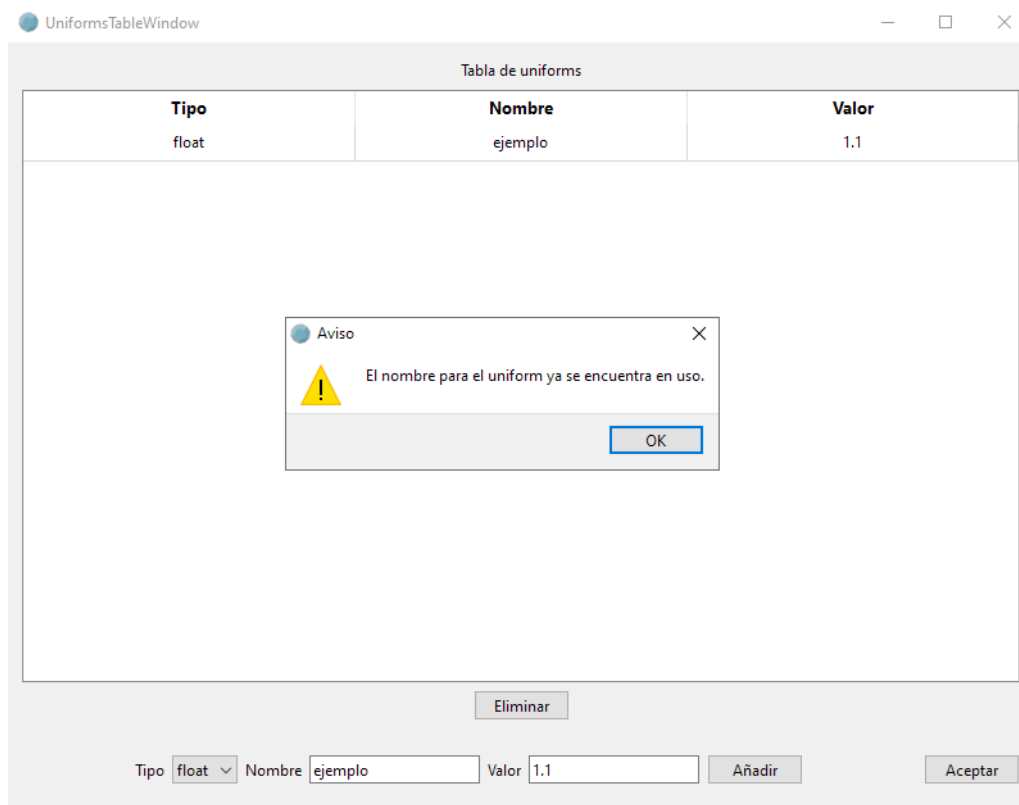 UniformsTableWindow
Tabla de uniforms
Tipo Nombre Valor
float ejemplo 1.1
Aviso
El nombre para el uniform ya se encuentra en uso.
OK
Eliminar
Tipo float Nombre ejemplo Valor 1.1 Añadir Aceptar